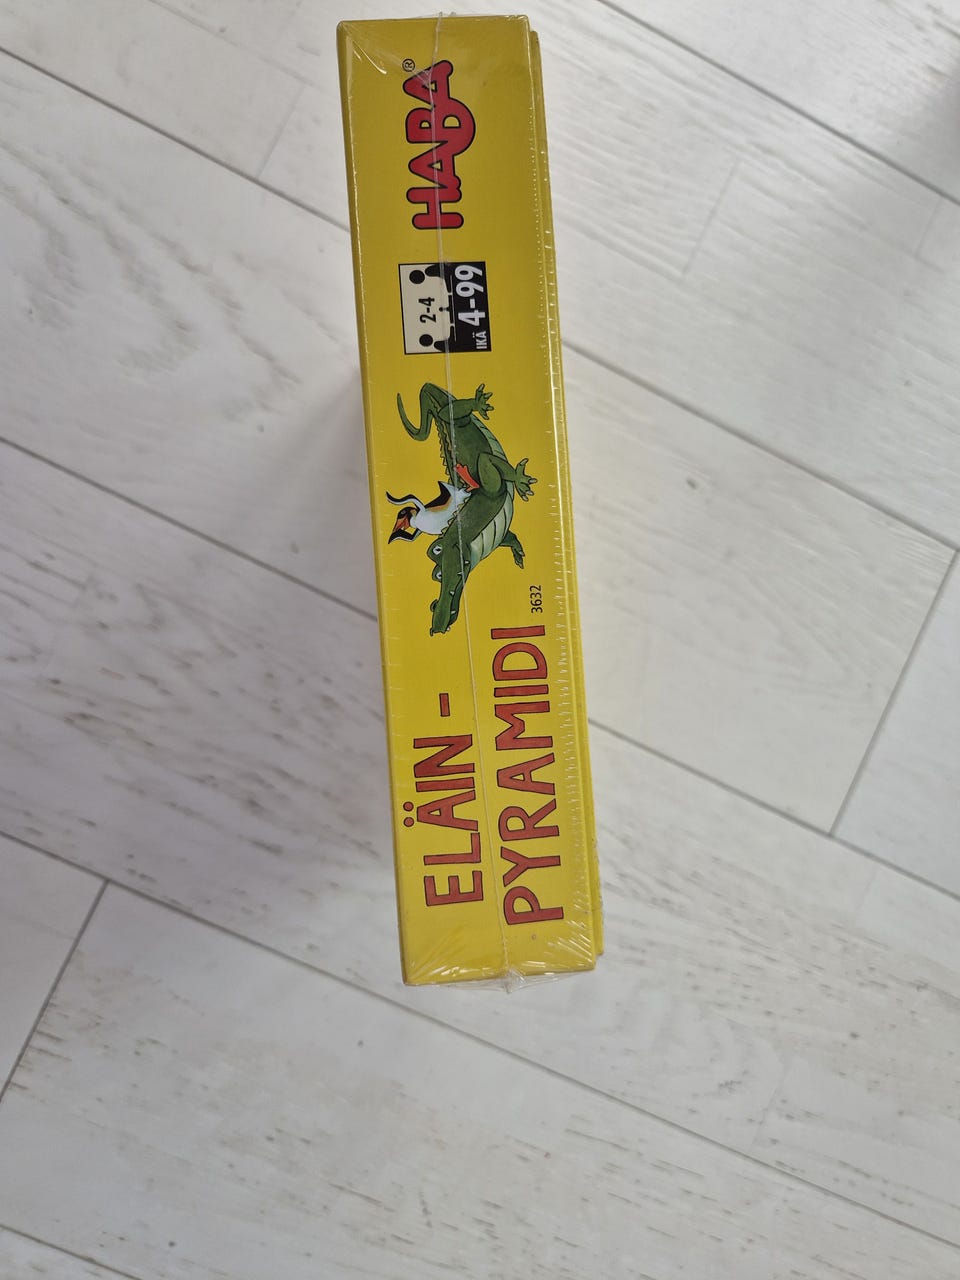 ELÄIN-
PYRAMIDI
3632
2-4
IKÄ 4-99
HABA®